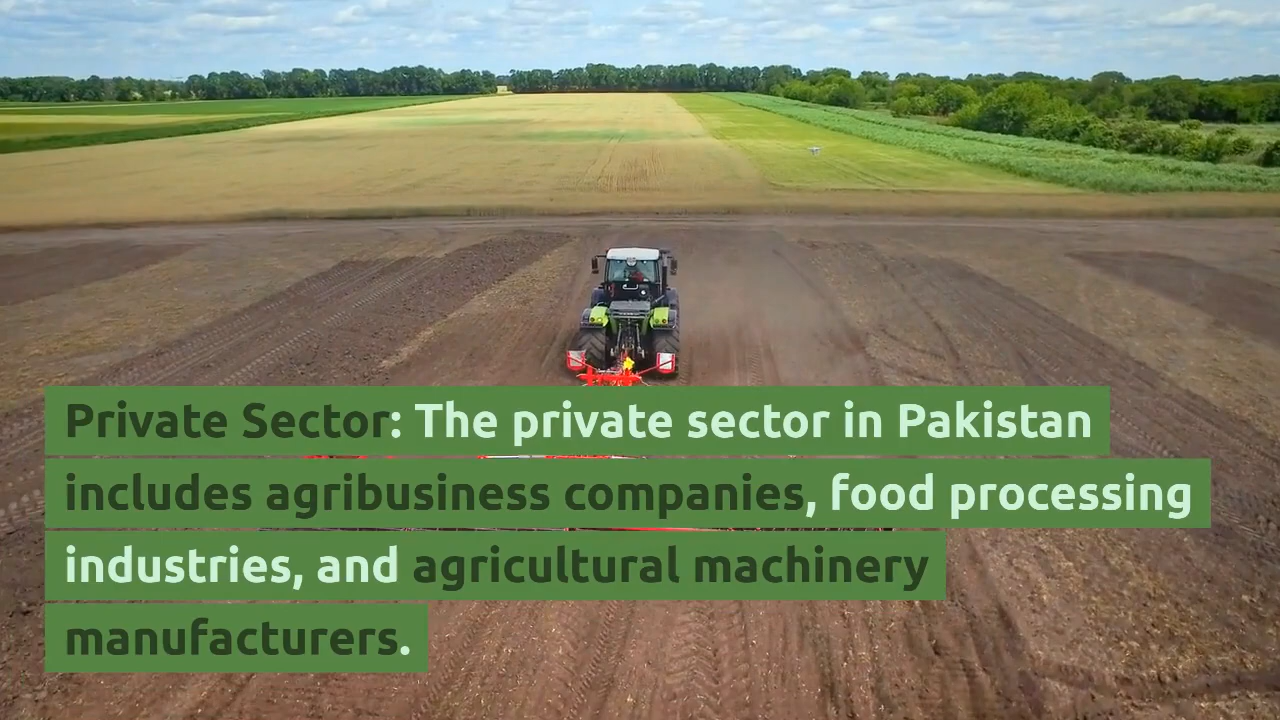 Private Sector: The private sector in Pakistan
includes agribusiness companies, food processing
industries, and agricultural machinery
manufacturers.